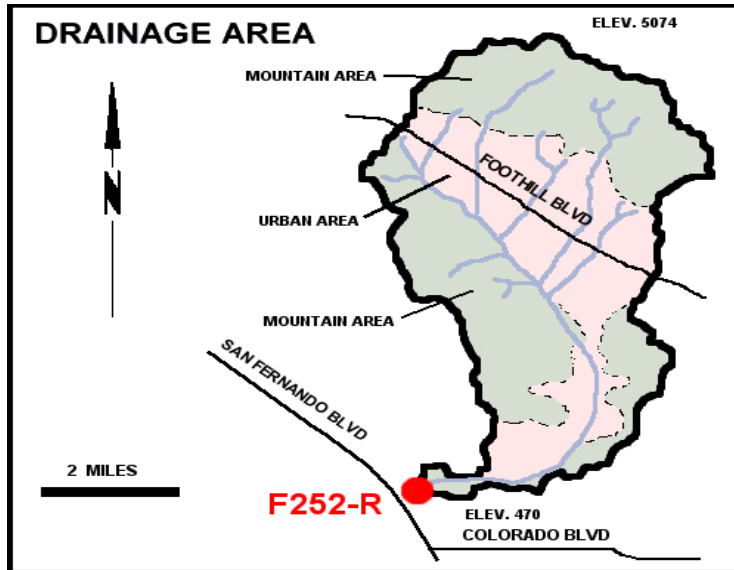 DRAINAGE AREA
ELEV. 5074
MOUNTAIN AREA
FOOTHILL BLVD
N
URBAN AREA
MOUNTAIN AREA
SAN FERNANDO BLVD
2 MILES
F252-R
ELEV. 470
COLORADO BLVD